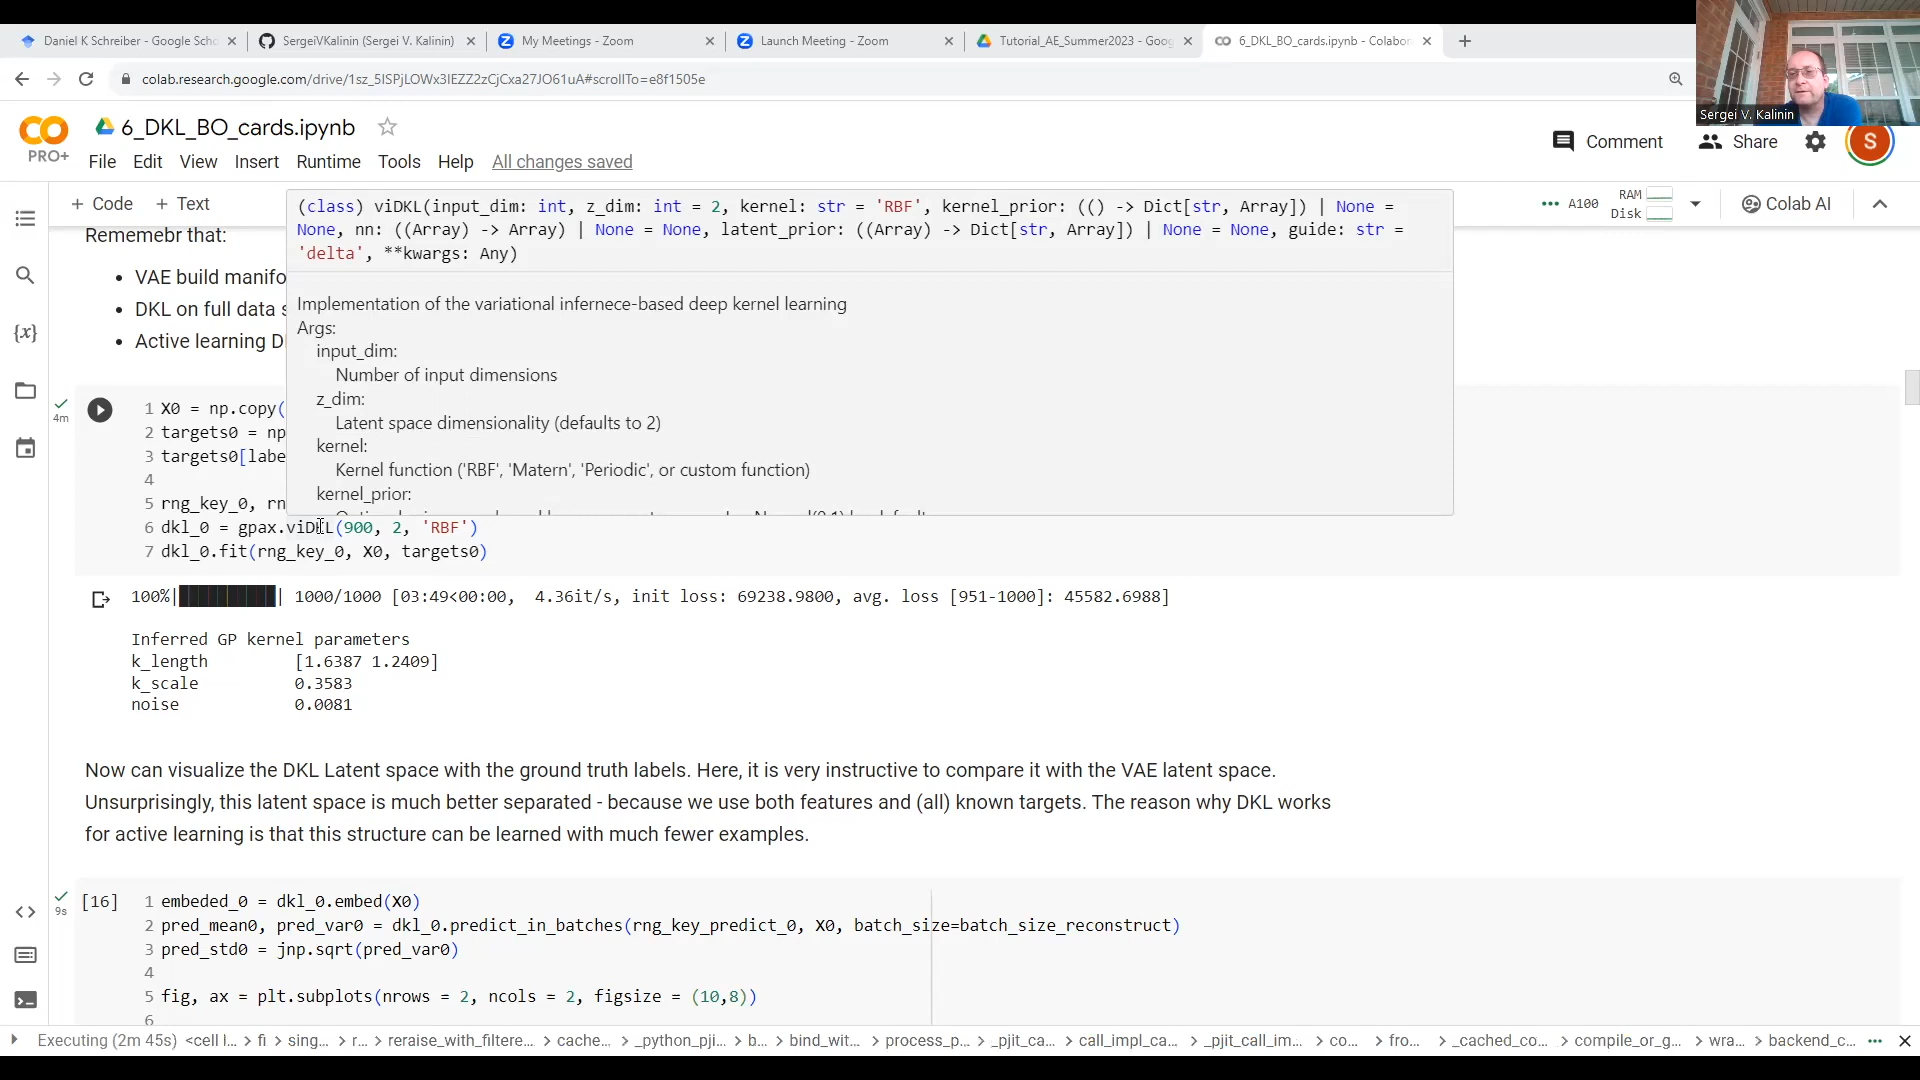 Daniel K Schreiber - Google Scho
SergeiVKalinin (Sergei V. Kalinin)
My Meetings - Zoom
Launch Meeting - Zoom
Tutorial_AE_Summer2023 - Goog
6_DKL_BO_cards.ipynb - Colabor
colab.research.google.com/drive/1sz_5ISPjLOWx3IEZZ2zCjCxa27JO61uA#scrollTo=e8f1505e
Sergei V. Kalinin
PRO+
6_DKL_BO_cards.ipynb
File Edit View Insert Runtime Tools Help All changes saved
Comment
Share
S
+ Code + Text
A100
RAM
Disk
Colab AI
(class) viDKL(input_dim: int, z_dim: int = 2, kernel: str = 'RBF', kernel_prior: (() -> Dict[str, Array]) | None =
None, nn: ((Array) -> Array) | None = None, latent_prior: ((Array) -> Dict[str, Array]) | None = None, guide: str =
'delta', **kwargs: Any)
Implementation of the variational infernece-based deep kernel learning
Args:
input_dim:
Number of input dimensions
z_dim:
Latent space dimensionality (defaults to 2)
kernel:
Kernel function ('RBF', 'Matern', 'Periodic', or custom function)
kernel_prior:
Rememebr that:
• VAE build manifo
• DKL on full data s
• Active learning D
4m
1 X0 = np.copy(
2 targets0 = np
3 targets0[labe
4
5 rng_key_0, rn
6 dkl_0 = gpax.viDKL(900, 2, 'RBF')
7 dkl_0.fit(rng_key_0, X0, targets0)
100%|██████████| 1000/1000 [03:49<00:00, 4.36it/s, init loss: 69238.9800, avg. loss [951-1000]: 45582.6988]
Inferred GP kernel parameters
k_length [1.6387 1.2409]
k_scale 0.3583
noise 0.0081
Now can visualize the DKL Latent space with the ground truth labels. Here, it is very instructive to compare it with the VAE latent space.
Unsurprisingly, this latent space is much better separated - because we use both features and (all) known targets. The reason why DKL works
for active learning is that this structure can be learned with much fewer examples.
9s
[16]
1 embeded_0 = dkl_0.embed(X0)
2 pred_mean0, pred_var0 = dkl_0.predict_in_batches(rng_key_predict_0, X0, batch_size=batch_size_reconstruct)
3 pred_std0 = jnp.sqrt(pred_var0)
4
5 fig, ax = plt.subplots(nrows = 2, ncols = 2, figsize = (10,8))
6
Executing (2m 45s) <cell l... > fi > sing... > r... > reraise_with_filtere... > cache... > _python_pji... > b... > bind_wit... > process_p... > _pjit_ca... > call_impl_ca... > _pjit_call_im... > co... > fro... > _cached_co... > compile_or_g... > wra... > backend_c...